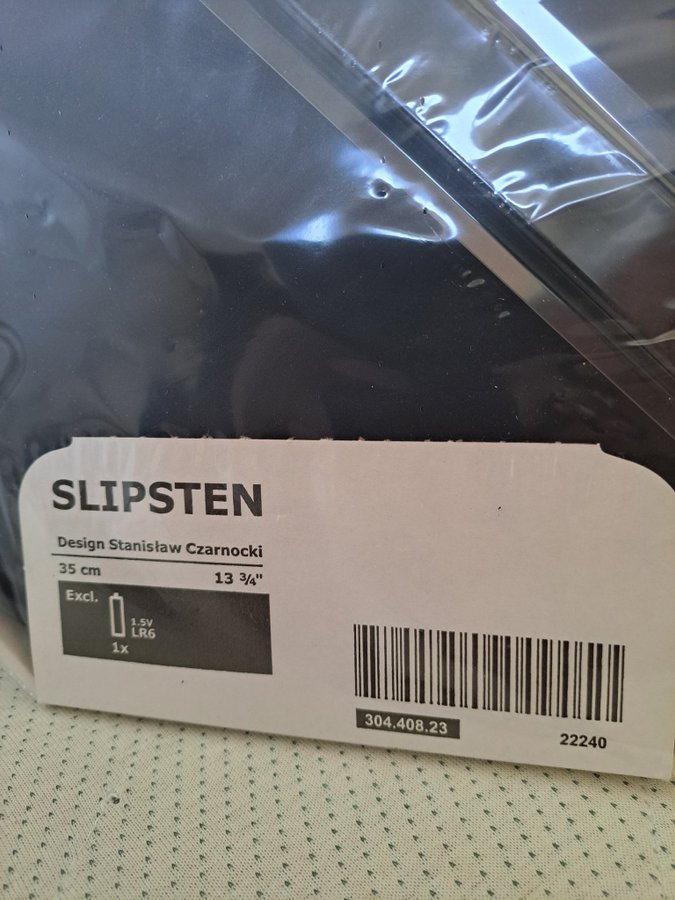 SLIPSTEN
Design Stanisław Czarnocki
35 cm 13 ¾"
Excl.
1.5V
LR6
1x
304.408.23
22240